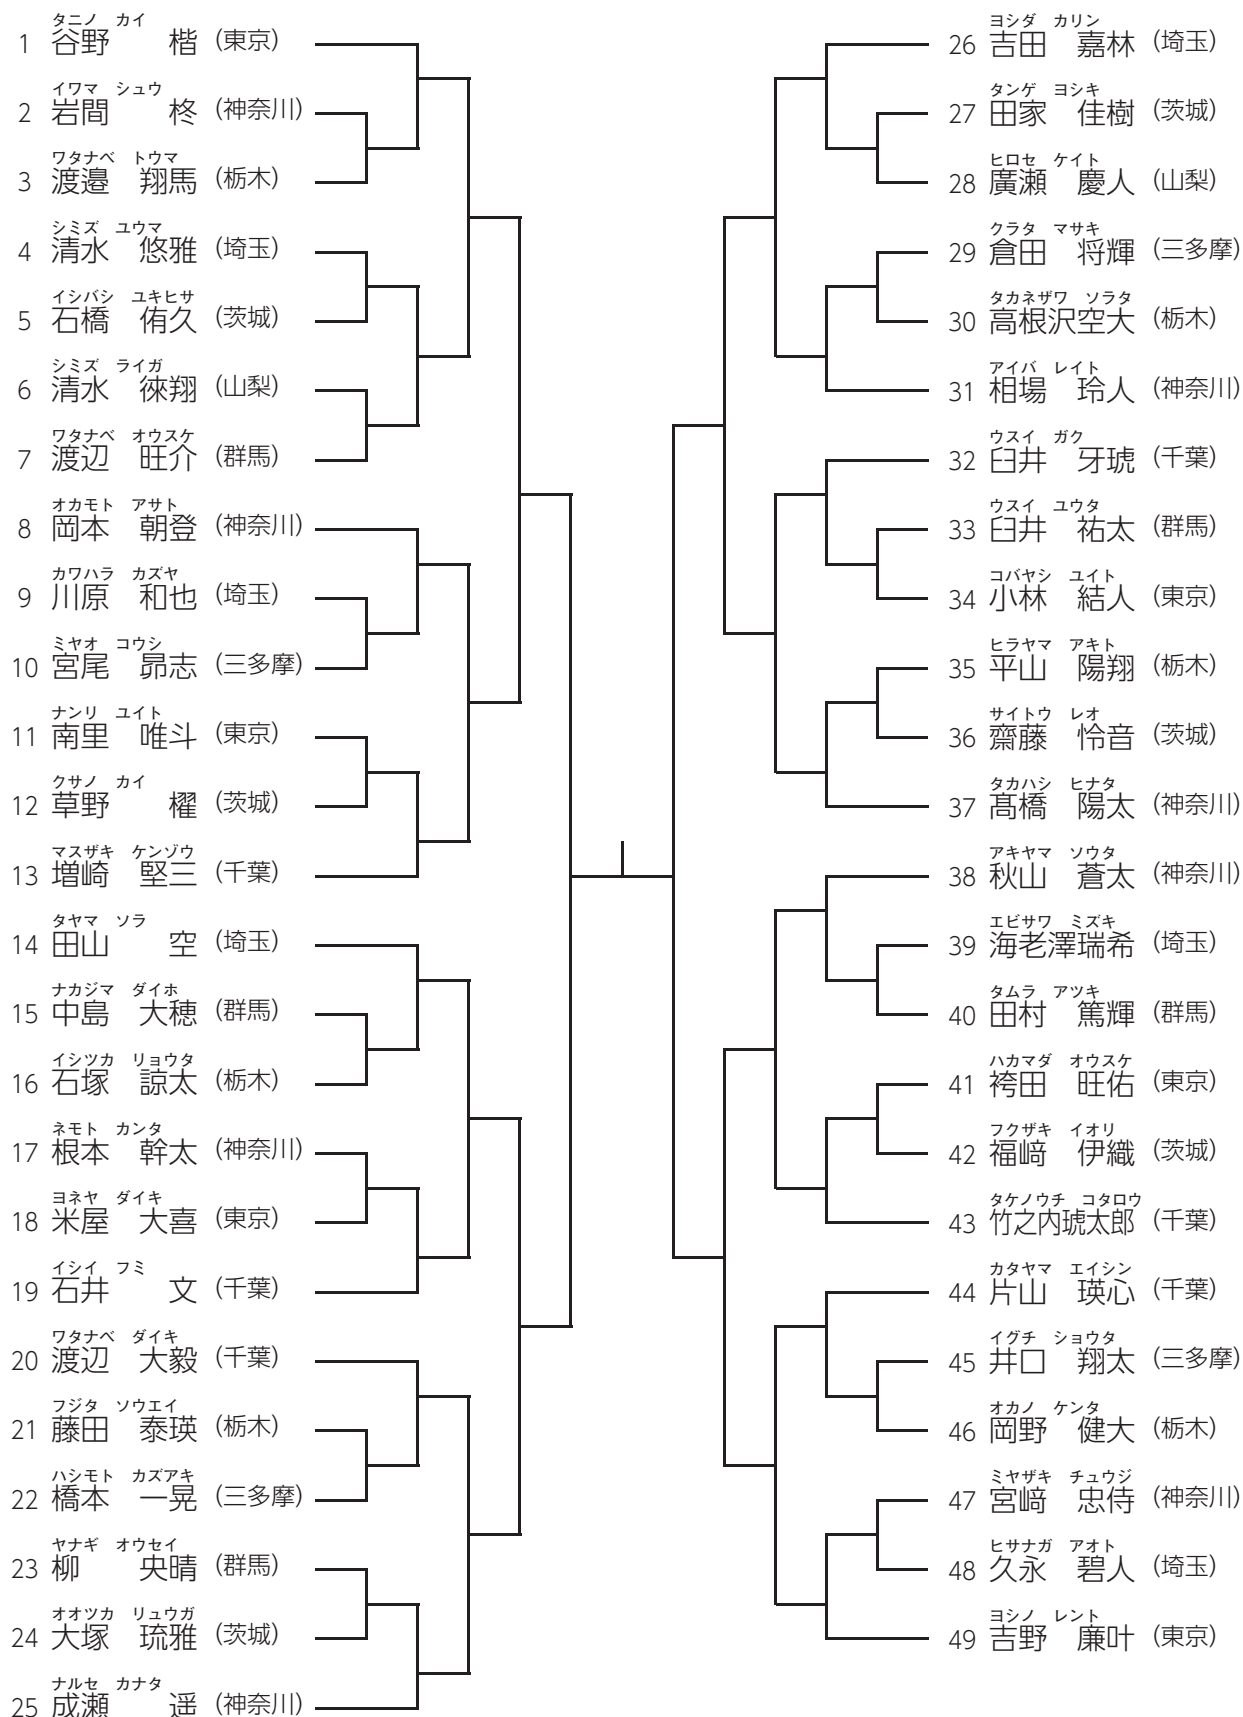 タニノ カイ
1 谷野 楷 (東京)
イワマ シュウ
2 岩間 柊 (神奈川)
ワタナベ トウマ
3 渡邉 翔馬 (栃木)
シミズ ユウマ
4 清水 悠雅 (埼玉)
イシバシ ユキヒサ
5 石橋 侑久 (茨城)
シミズ ライガ
6 清水 徠翔 (山梨)
ワタナベ オウスケ
7 渡辺 旺介 (群馬)
オカモト アサト
8 岡本 朝登 (神奈川)
カワハラ カズヤ
9 川原 和也 (埼玉)
ミヤオ コウシ
10 宮尾 昴志 (三多摩)
ナンリ ユイト
11 南里 唯斗 (東京)
クサノ カイ
12 草野 櫂 (茨城)
マスザキ ケンゾウ
13 増崎 堅三 (千葉)
タヤマ ソラ
14 田山 空 (埼玉)
ナカジマ ダイホ
15 中島 大穂 (群馬)
イシツカ リョウタ
16 石塚 諒太 (栃木)
ネモト カンタ
17 根本 幹太 (神奈川)
ヨネヤ ダイキ
18 米屋 大喜 (東京)
イシイ フミ
19 石井 文 (千葉)
ワタナベ ダイキ
20 渡辺 大毅 (千葉)
フジタ ソウエイ
21 藤田 泰瑛 (栃木)
ハシモト カズアキ
22 橋本 一晃 (三多摩)
ヤナギ オウセイ
23 柳 央晴 (群馬)
オオツカ リュウガ
24 大塚 琉雅 (茨城)
ナルセ カナタ
25 成瀬 遥 (神奈川)
ヨシダ カリン
26 吉田 嘉林 (埼玉)
タンゲ ヨシキ
27 田家 佳樹 (茨城)
ヒロセ ケイト
28 廣瀬 慶人 (山梨)
クラタ マサキ
29 倉田 将輝 (三多摩)
タカネザワ ソラタ
30 高根沢空大 (栃木)
アイバ レイト
31 相場 玲人 (神奈川)
ウスイ ガク
32 臼井 牙琥 (千葉)
ウスイ ユウタ
33 臼井 祐太 (群馬)
コバヤシ ユイト
34 小林 結人 (東京)
ヒラヤマ アキト
35 平山 陽翔 (栃木)
サイトウ レオ
36 齋藤 怜音 (茨城)
タカハシ ヒナタ
37 髙橋 陽太 (神奈川)
アキヤマ ソウタ
38 秋山 蒼太 (神奈川)
エビサワ ミズキ
39 海老澤瑞希 (埼玉)
タムラ アツキ
40 田村 篤輝 (群馬)
ハカマダ オウスケ
41 袴田 旺佑 (東京)
フクザキ イオリ
42 福﨑 伊織 (茨城)
タケノウチ コタロウ
43 竹之内琥太郎 (千葉)
カタヤマ エイシン
44 片山 瑛心 (千葉)
イグチ ショウタ
45 井口 翔太 (三多摩)
オカノ ケンタ
46 岡野 健大 (栃木)
ミヤザキ チュウジ
47 宮﨑 忠侍 (神奈川)
ヒサナガ アオト
48 久永 碧人 (埼玉)
ヨシノ レント
49 吉野 廉叶 (東京)